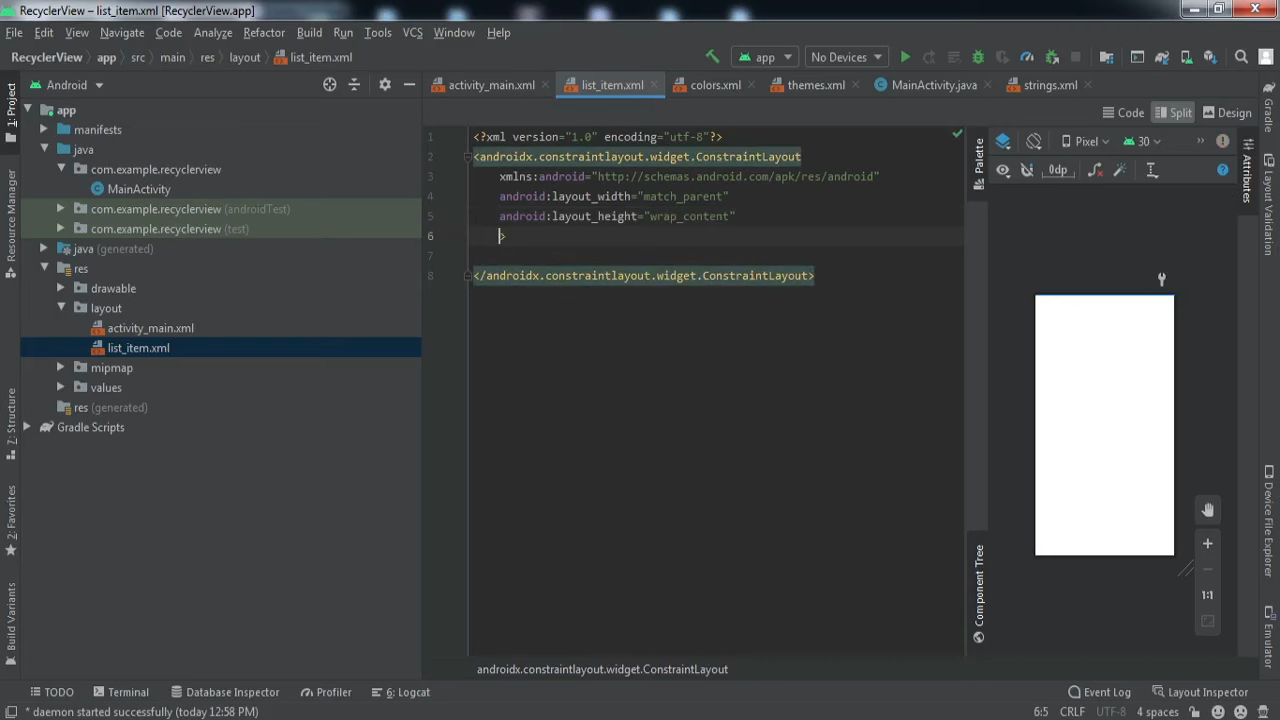 RecyclerView – list_item.xml [RecyclerView.app]
File Edit View Navigate Code Analyze Refactor Build Run Tools VCS Window Help
RecyclerView app src main res layout list_item.xml app No Devices
Android activity_main.xml list_item.xml colors.xml themes.xml MainActivity.java strings.xml
Code Split Design
Pixel 30
0dp
1: Project
Resource Manager
Z: Structure
2: Favorites
Build Variants
app
manifests
java
com.example.recyclerview
MainActivity
com.example.recyclerview (androidTest)
com.example.recyclerview (test)
java (generated)
res
drawable
layout
activity_main.xml
list_item.xml
mipmap
values
res (generated)
Gradle Scripts
1 <?xml version="1.0" encoding="utf-8"?>
2 <androidx.constraintlayout.widget.ConstraintLayout
3 xmlns:android="http://schemas.android.com/apk/res/android"
4 android:layout_width="match_parent"
5 android:layout_height="wrap_content"
6 >
7
8 </androidx.constraintlayout.widget.ConstraintLayout>
androidx.constraintlayout.widget.ConstraintLayout
Palette
Component Tree
1:1
Attributes
Gradle
Layout Validation
Device File Explorer
Emulator
TODO Terminal Database Inspector Profiler 6: Logcat Event Log Layout Inspector
* daemon started successfully (today 12:58 PM) 6:5 CRLF UTF-8 4 spaces